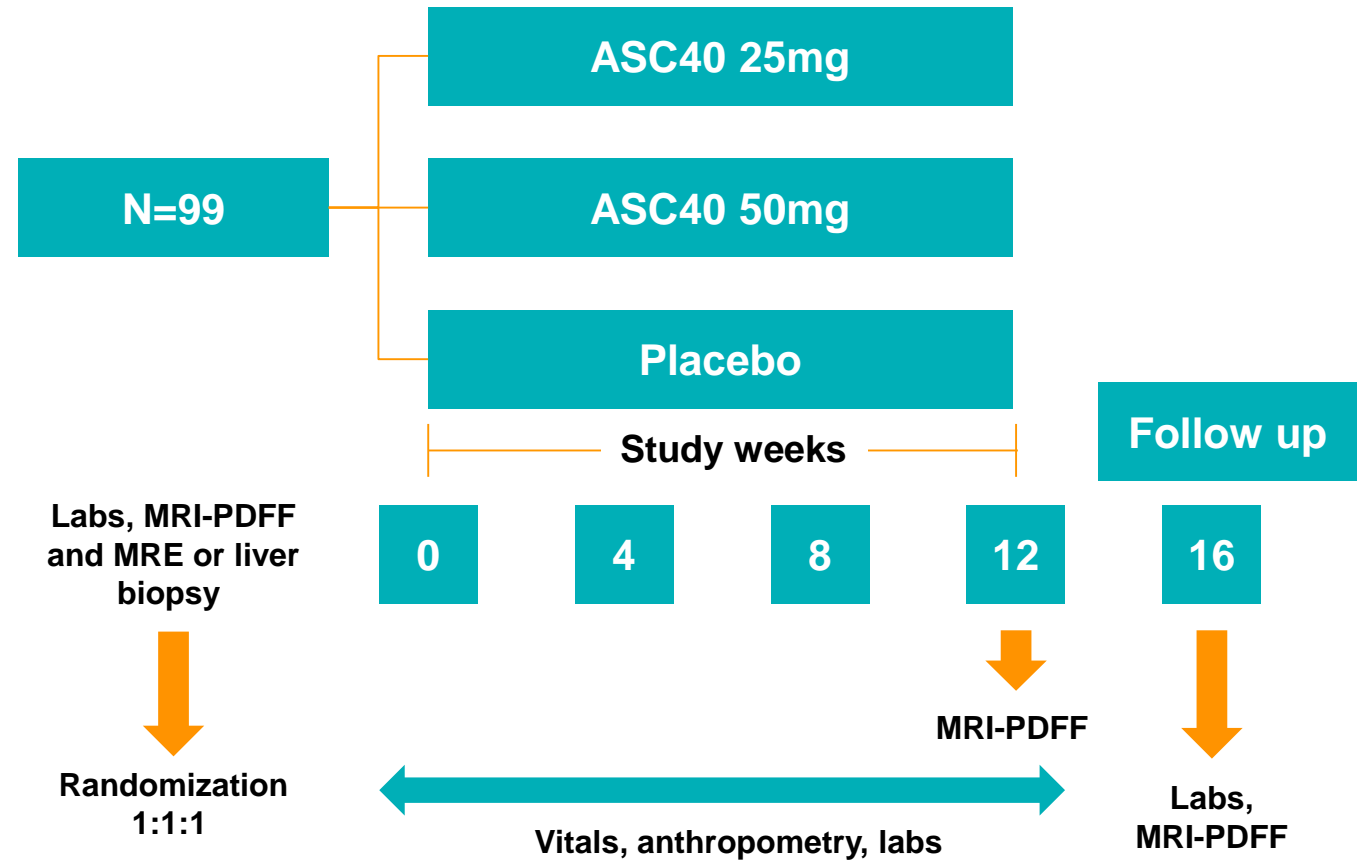 ASC40 25mg
N=99
ASC40 50mg
Placebo
Study weeks
Follow up
Labs, MRI-PDFF
and MRE or liver
biopsy
0
4
8
12
16
MRI-PDFF
Randomization
1:1:1
Vitals, anthropometry, labs
Labs,
MRI-PDFF